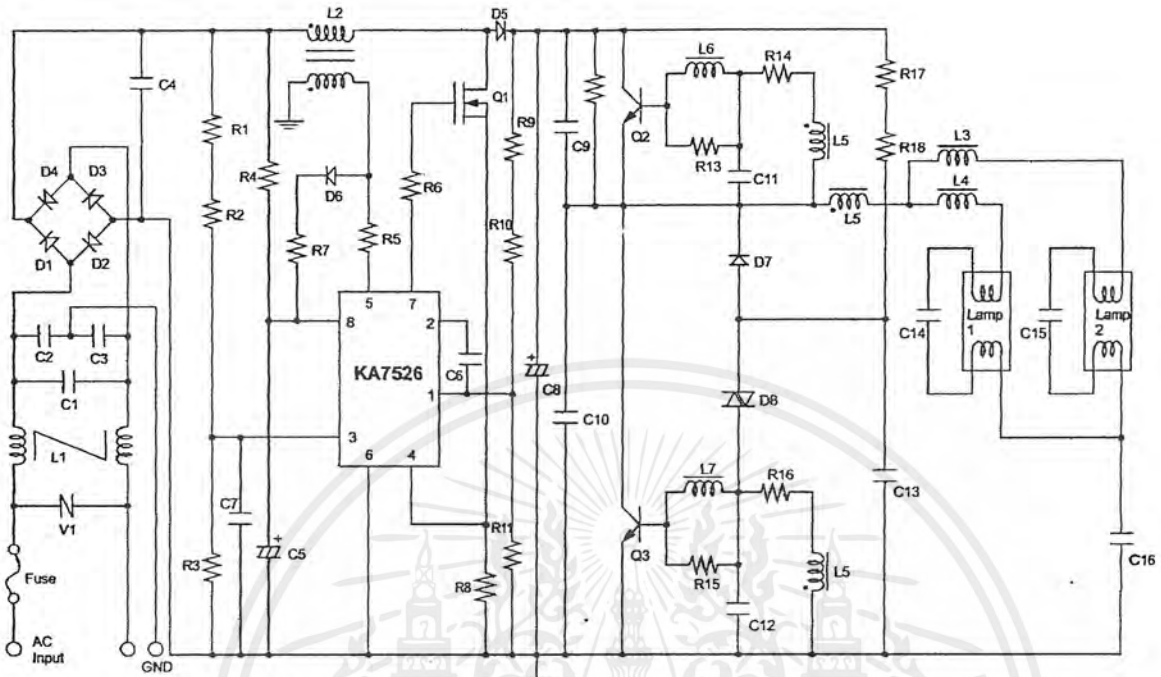 L2
D5
C4
L6
R14
R17
Q1
R1
R9
Q2
L5
R18
L3
R4
C9
R13
D4
D3
D6
R6
C11
L4
R2
R10
L5
R7
R5
D7
D1
D2
5
7
8
2
C14
Lamp
1
C15
Lamp
2
C2
C3
KA7526
C6
C8
C1
1
D8
C10
L1
3
6
4
L7
R16
C13
V1
C7
R11
Q3
C16
R3
C5
R15
L5
Fuse
R8
C12
AC
Input
GND